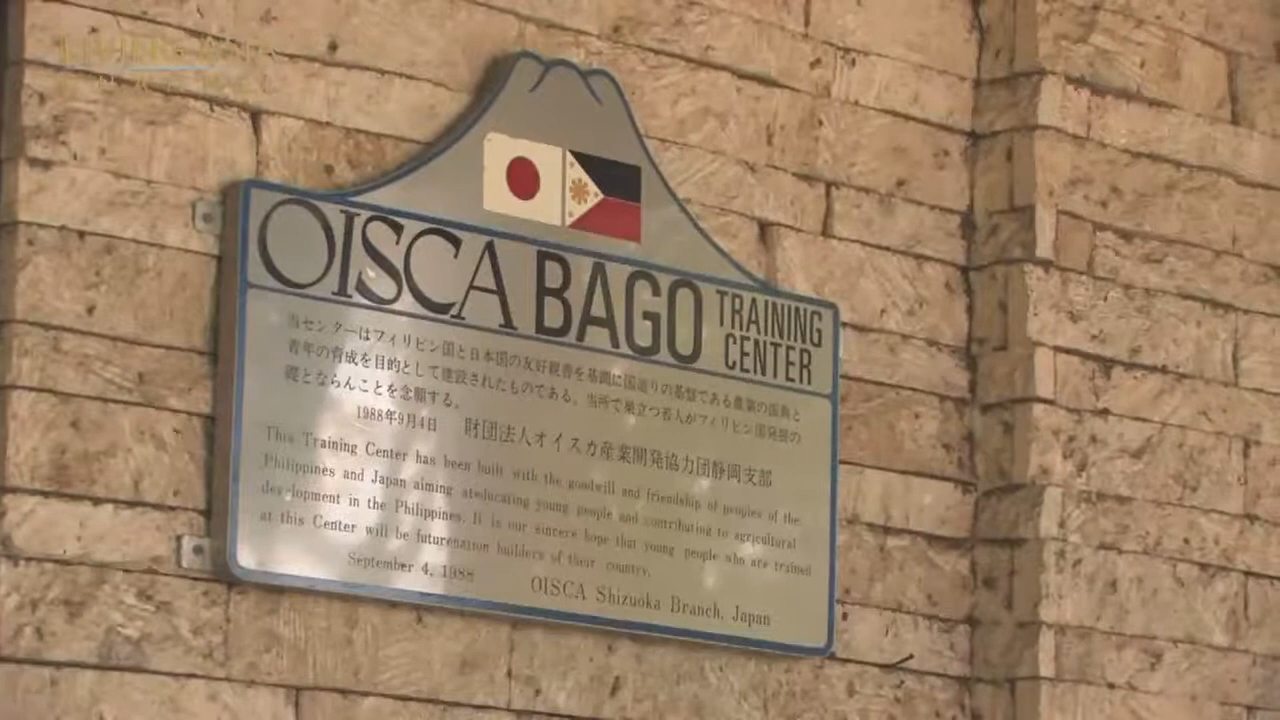 OISCA BAGO TRAINING CENTER
当センターはフィリピン国と日本国の友好親善を基調に国造りの基盤である農業の振興と
青年の育成を目的として建設されたものである。当所で巣立つ若人がフィリピン国発展の
礎とならんことを念願する。
1988年9月4日 財団法人オイスカ産業開発協力団静岡支部
This Training Center has been built with the goodwill and friendship of peoples of the
Philippines and Japan aiming ateducating young people and contributing to agricultural
development in the Philippines. It is our sincere hope that young people who are trained
at this Center will be futurenation builders of their country.
September 4, 1988 OISCA Shizuoka Branch, Japan